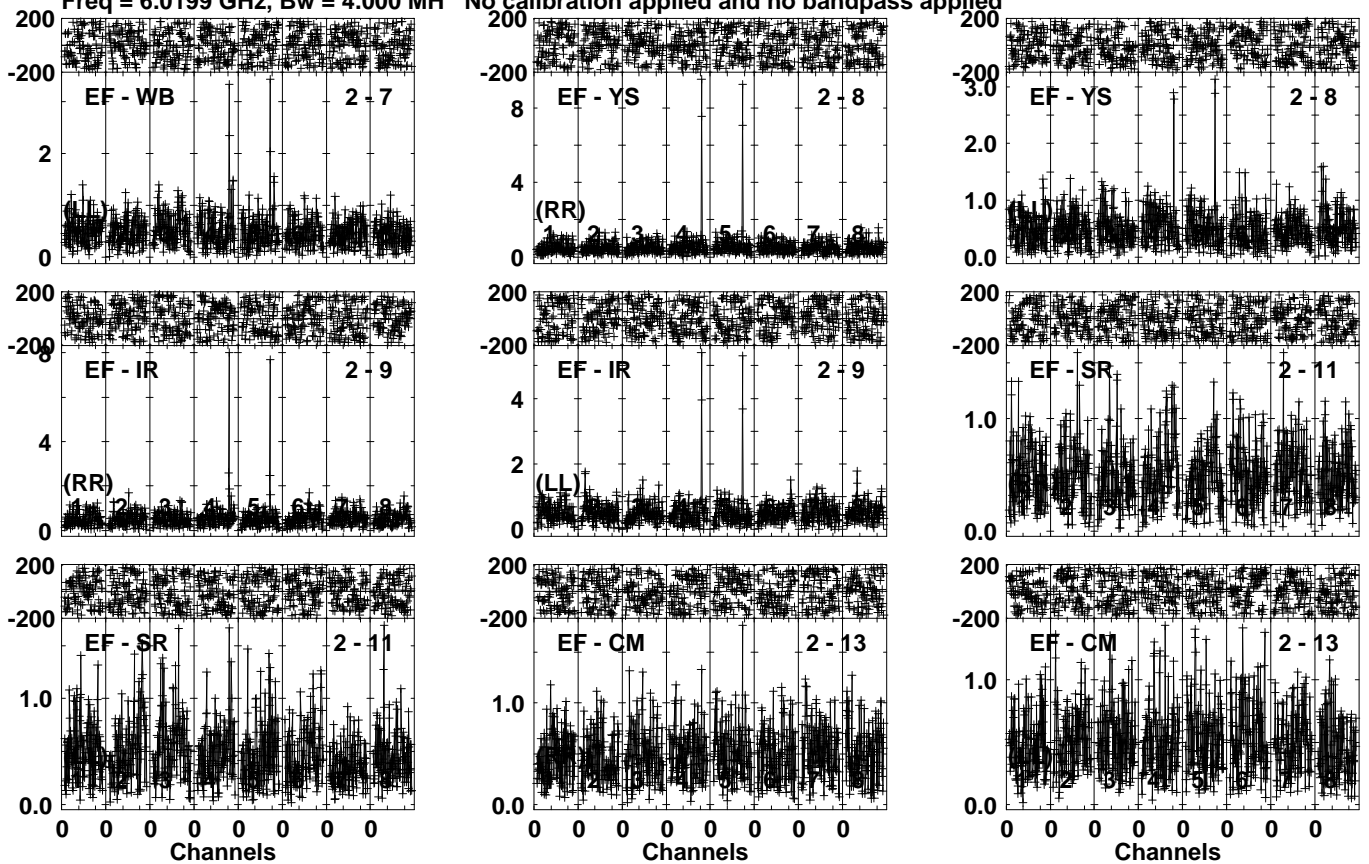 Freq = 6.0199 GHz, Bw = 4.000 MH No calibration applied and no bandpass applied
200 200 200
-200 -200 -200
EF - WB 2 - 7 EF - YS 2 - 8 EF - YS 2 - 8
3.0
8
2 2.0
4
1.0
(RR)
1 2 3 4 5 6 7 8
0 0 0.0
200 200 200
-200 -200 -200
8
EF - IR 2 - 9 EF - IR 2 - 9 EF - SR 2 - 11
4 4 1.0
2
(RR) (LL)
1 2 3 4 5 6 7 8
0 0 0.0
200 200 200
-200 -200 -200
EF - SR 2 - 11 EF - CM 2 - 13 EF - CM 2 - 13
1.0 1.0 1.0
0.0 0.0 0.0
0 0 0 0 0 0 0 0 0 0 0 0 0 0 0 0 0 0 0 0 0 0 0 0
Channels Channels Channels